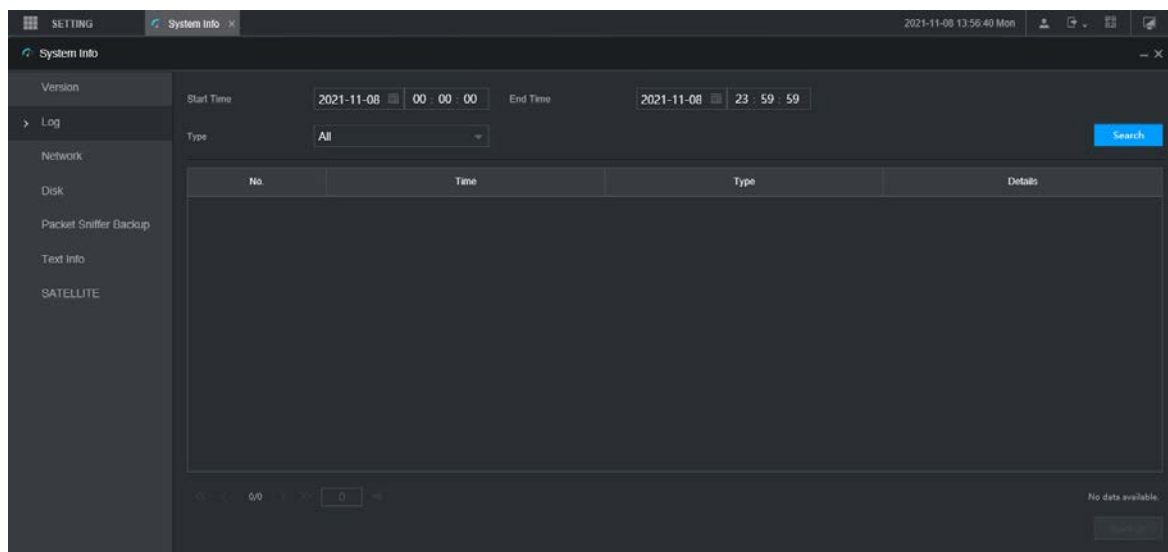 SETTING System Info × 2021-11-08 13:56:40 Mon
System Info
Version
Start Time 2021-11-08 00 : 00 : 00 End Time 2021-11-08 23 : 59 : 59
Log
Type All Search
Network
No. Time Type Details
Disk
Packet Sniffer Backup
Text Info
SATELLITE
0/0 0 No data available.